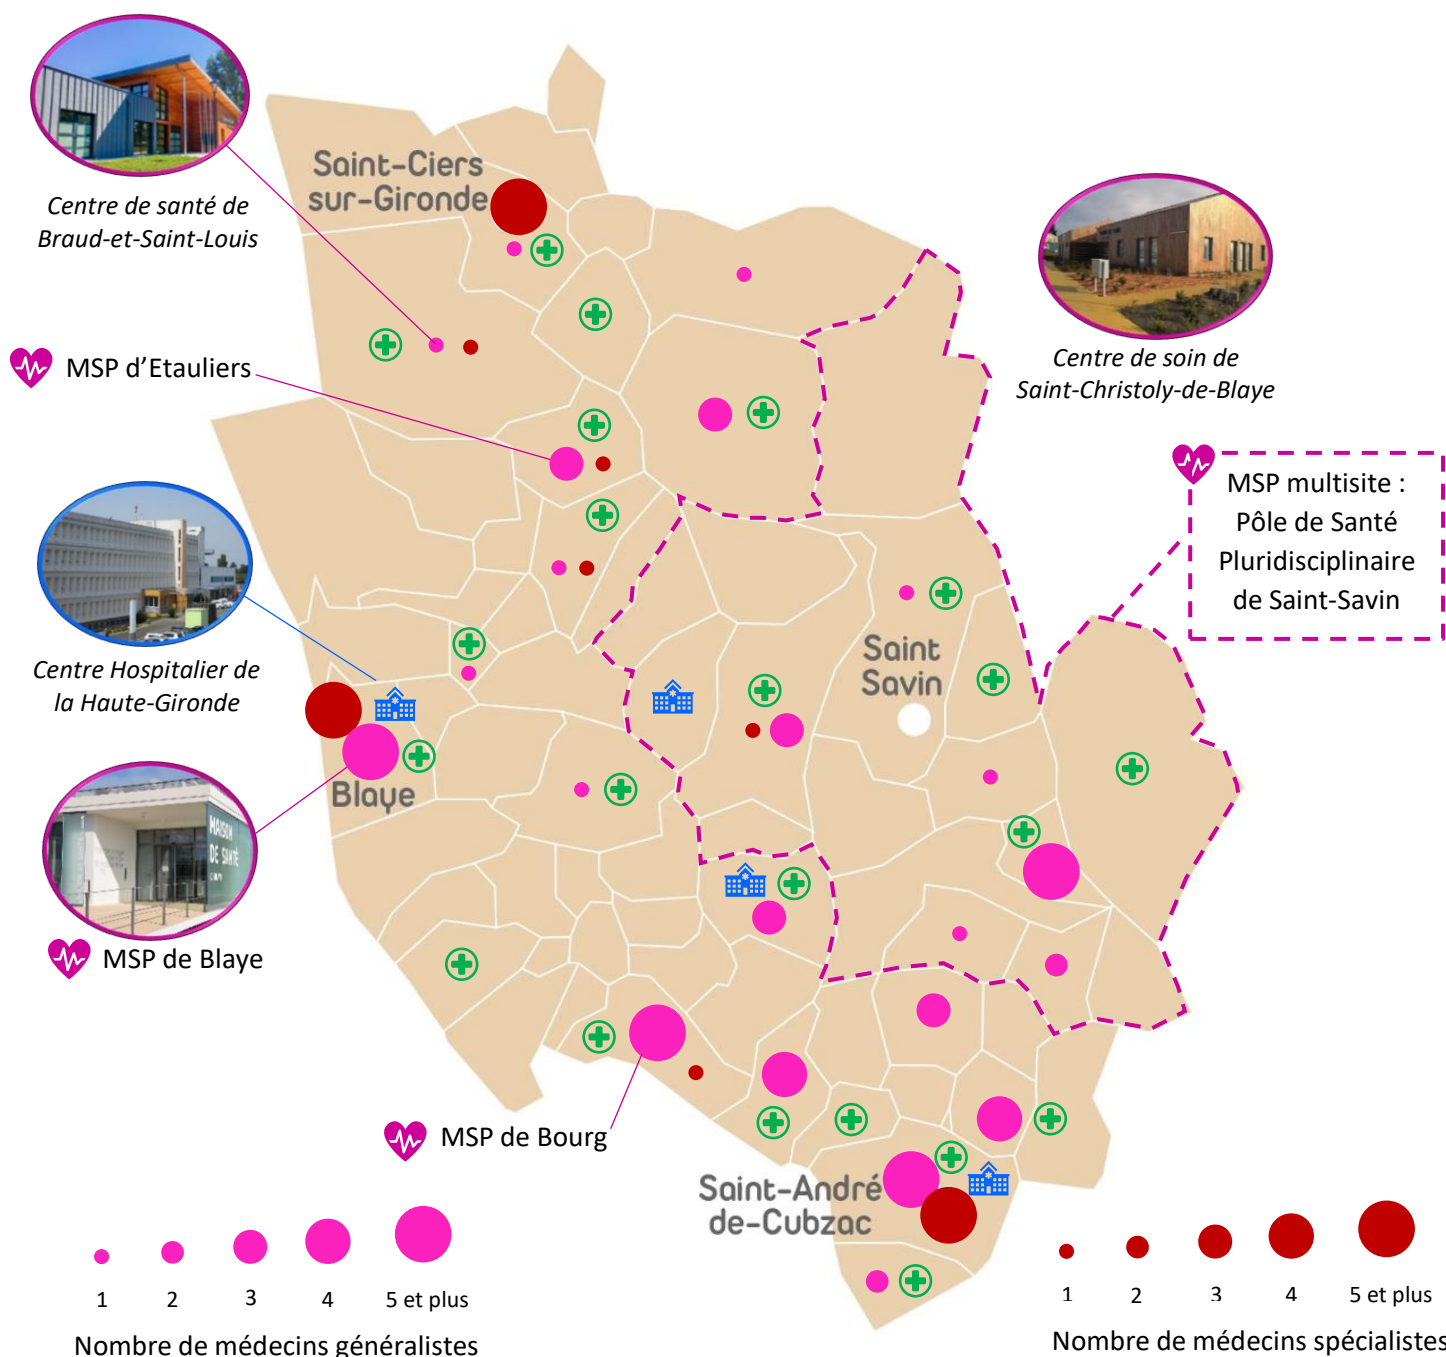 Saint-Ciers
sur-Gironde
Centre de santé de
Braud-et-Saint-Louis
Centre de soin de
Saint-Christoly-de-Blaye
MSP d'Etauliers
MSP multisite :
Pôle de Santé
Pluridisciplinaire
de Saint-Savin
Centre Hospitalier de
la Haute-Gironde
Saint
Savin
Blaye
MAISON
DE SANTÉ
MSP de Blaye
MSP de Bourg
Saint-André
de-Cubzac
1 2 3 4 5 et plus
Nombre de médecins généralistes
1 2 3 4 5 et plus
Nombre de médecins spécialistes